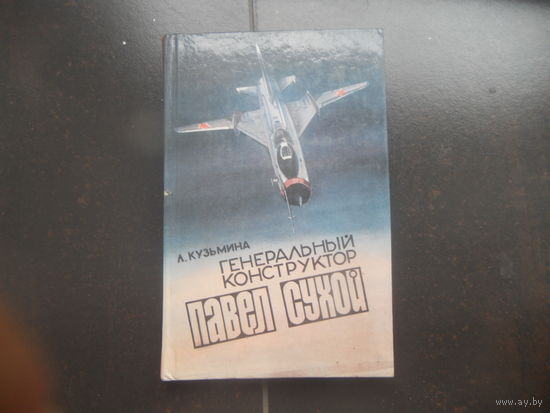 Л. КУЗЬМИНА
ГЕНЕРАЛЬНЫЙ
КОНСТРУКТОР
ПАВЕЛ СУХОЙ
www.ay.by